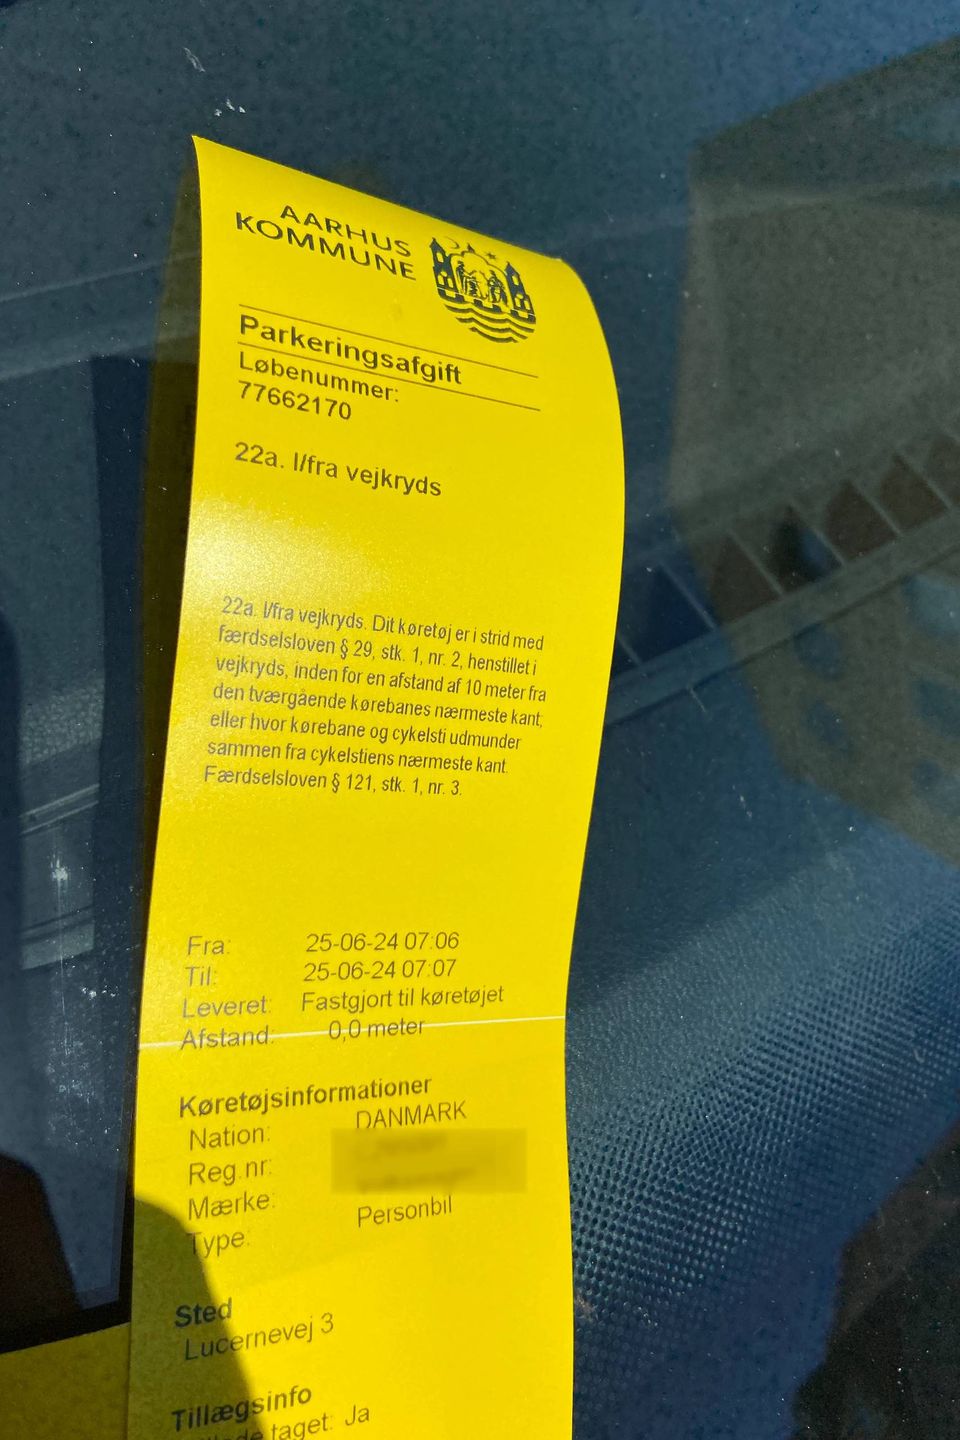 AARHUS
KOMMUNE
Parkeringsafgift
Løbenummer:
77662170
22a. I/fra vejkryds
22a. I/fra vejkryds. Dit køretøj er i strid med
færdselsloven § 29, stk. 1, nr. 2, henstillet i
vejkryds, inden for en afstand af 10 meter fra
den tværgående kørebanes nærmeste kant,
eller hvor kørebane og cykelsti udmunder
sammen fra cykelstiens nærmeste kant.
Færdselsloven § 121, stk. 1, nr. 3.
Fra: 25-06-24 07:06
Til: 25-06-24 07:07
Leveret: Fastgjort til køretøjet
Afstand: 0,0 meter
Køretøjsinformationer
Nation: DANMARK
Reg.nr:
Mærke:
Type: Personbil
Sted
Lucernevej 3
Tillægsinfo
taget: Ja